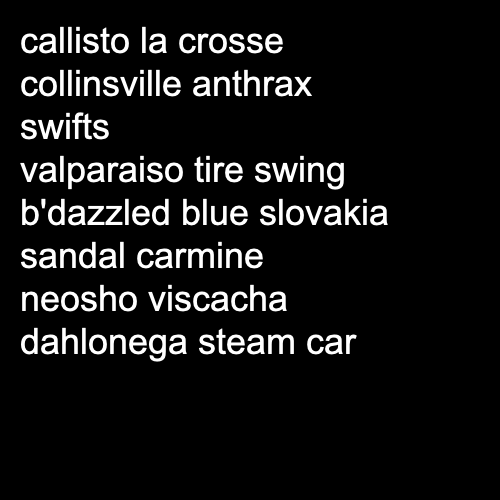 callisto la crosse
collinsville anthrax
swifts
valparaiso tire swing
b'dazzled blue slovakia
sandal carmine
neosho viscacha
dahlonega steam car